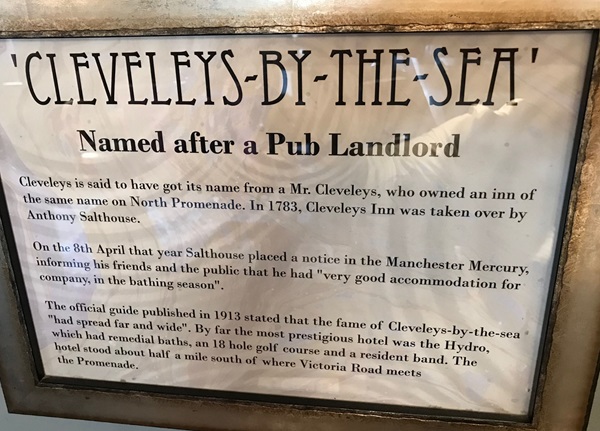 'CLEVELEYS-BY-THE-SEA'
Named after a Pub Landlord
Cleveleys is said to have got its name from a Mr. Cleveleys, who owned an inn of
the same name on North Promenade. In 1783, Cleveleys Inn was taken over by
Anthony Salthouse.
On the 8th April that year Salthouse placed a notice in the Manchester Mercury,
informing his friends and the public that he had "very good accommodation for
company, in the bathing season".
The official guide published in 1913 stated that the fame of Cleveleys-by-the-sea
"had spread far and wide". By far the most prestigious hotel was the Hydro,
which had remedial baths, an 18 hole golf course and a resident band. The
hotel stood about half a mile south of where Victoria Road meets
the Promenade.